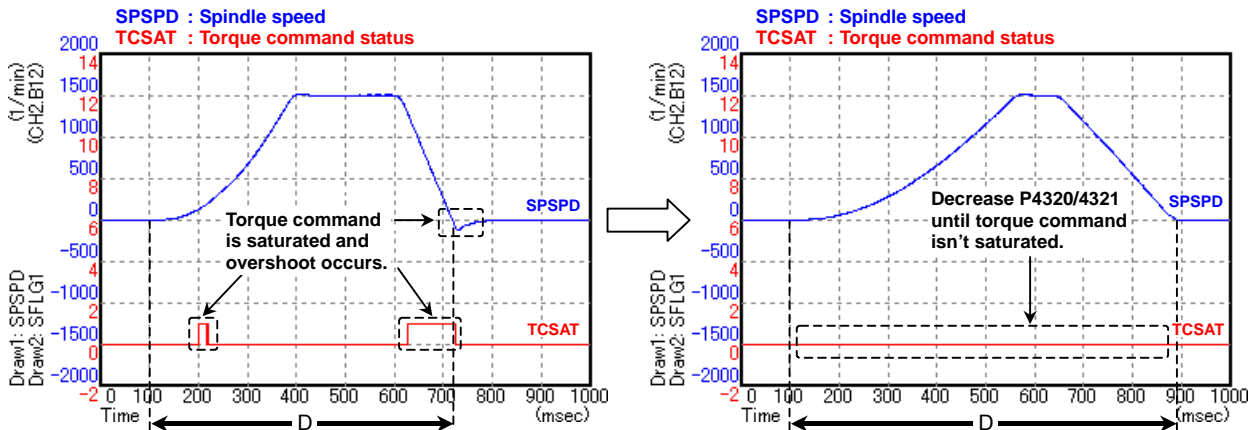 SPSPD : Spindle speed
TCSAT : Torque command status
2000
14
1500
12
1000
10
500
8
0
6
-500
4
-1000
2
-1500
0
-2000
-2
(1/min)
(CH2.B12)
Draw1: SPSPD
Draw2: SFLG1
SPSPD
Torque command
is saturated and
overshoot occurs.
TCSAT
0 100 200 300 400 500 600 700 800 900 1000
Time
(msec)
D
SPSPD : Spindle speed
TCSAT : Torque command status
2000
14
1500
12
1000
10
500
8
0
6
-500
4
-1000
2
-1500
0
-2000
-2
(1/min)
(CH2.B12)
Draw1: SPSPD
Draw2: SFLG1
SPSPD
Decrease P4320/4321
until torque command
isn't saturated.
TCSAT
0 100 200 300 400 500 600 700 800 900 1000
Time
(msec)
D